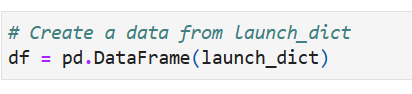 # Create a data from launch_dict
df = pd.DataFrame(launch_dict)